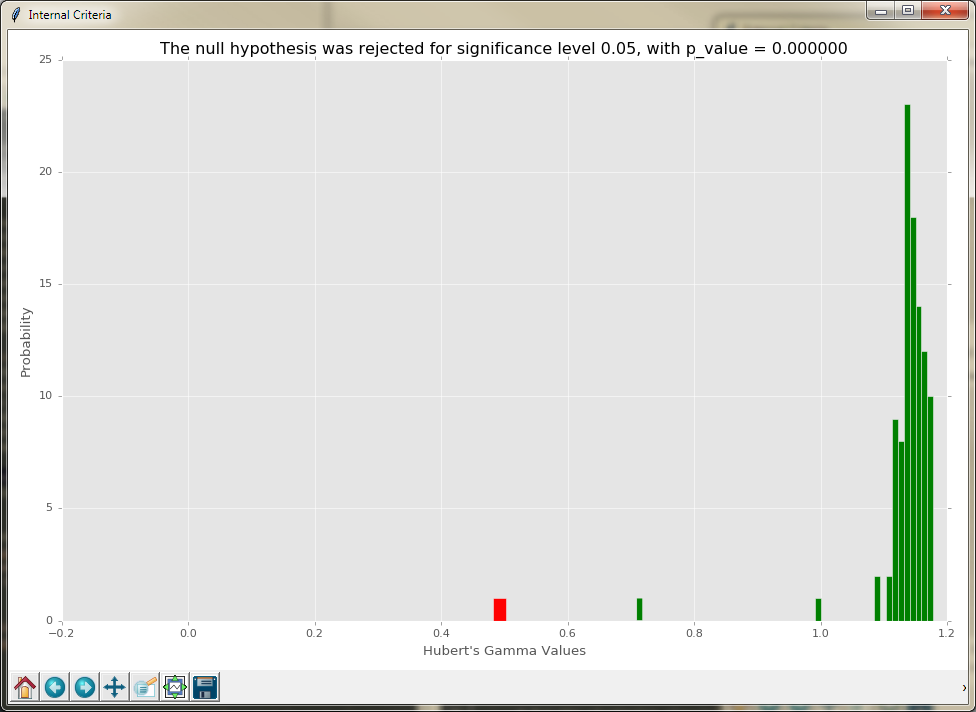 Internal Criteria
The null hypothesis was rejected for significance level 0.05, with p_value = 0.000000
25
20
15
10
5
0
Probability
−0.2 0.0 0.2 0.4 0.6 0.8 1.0 1.2
Hubert's Gamma Values